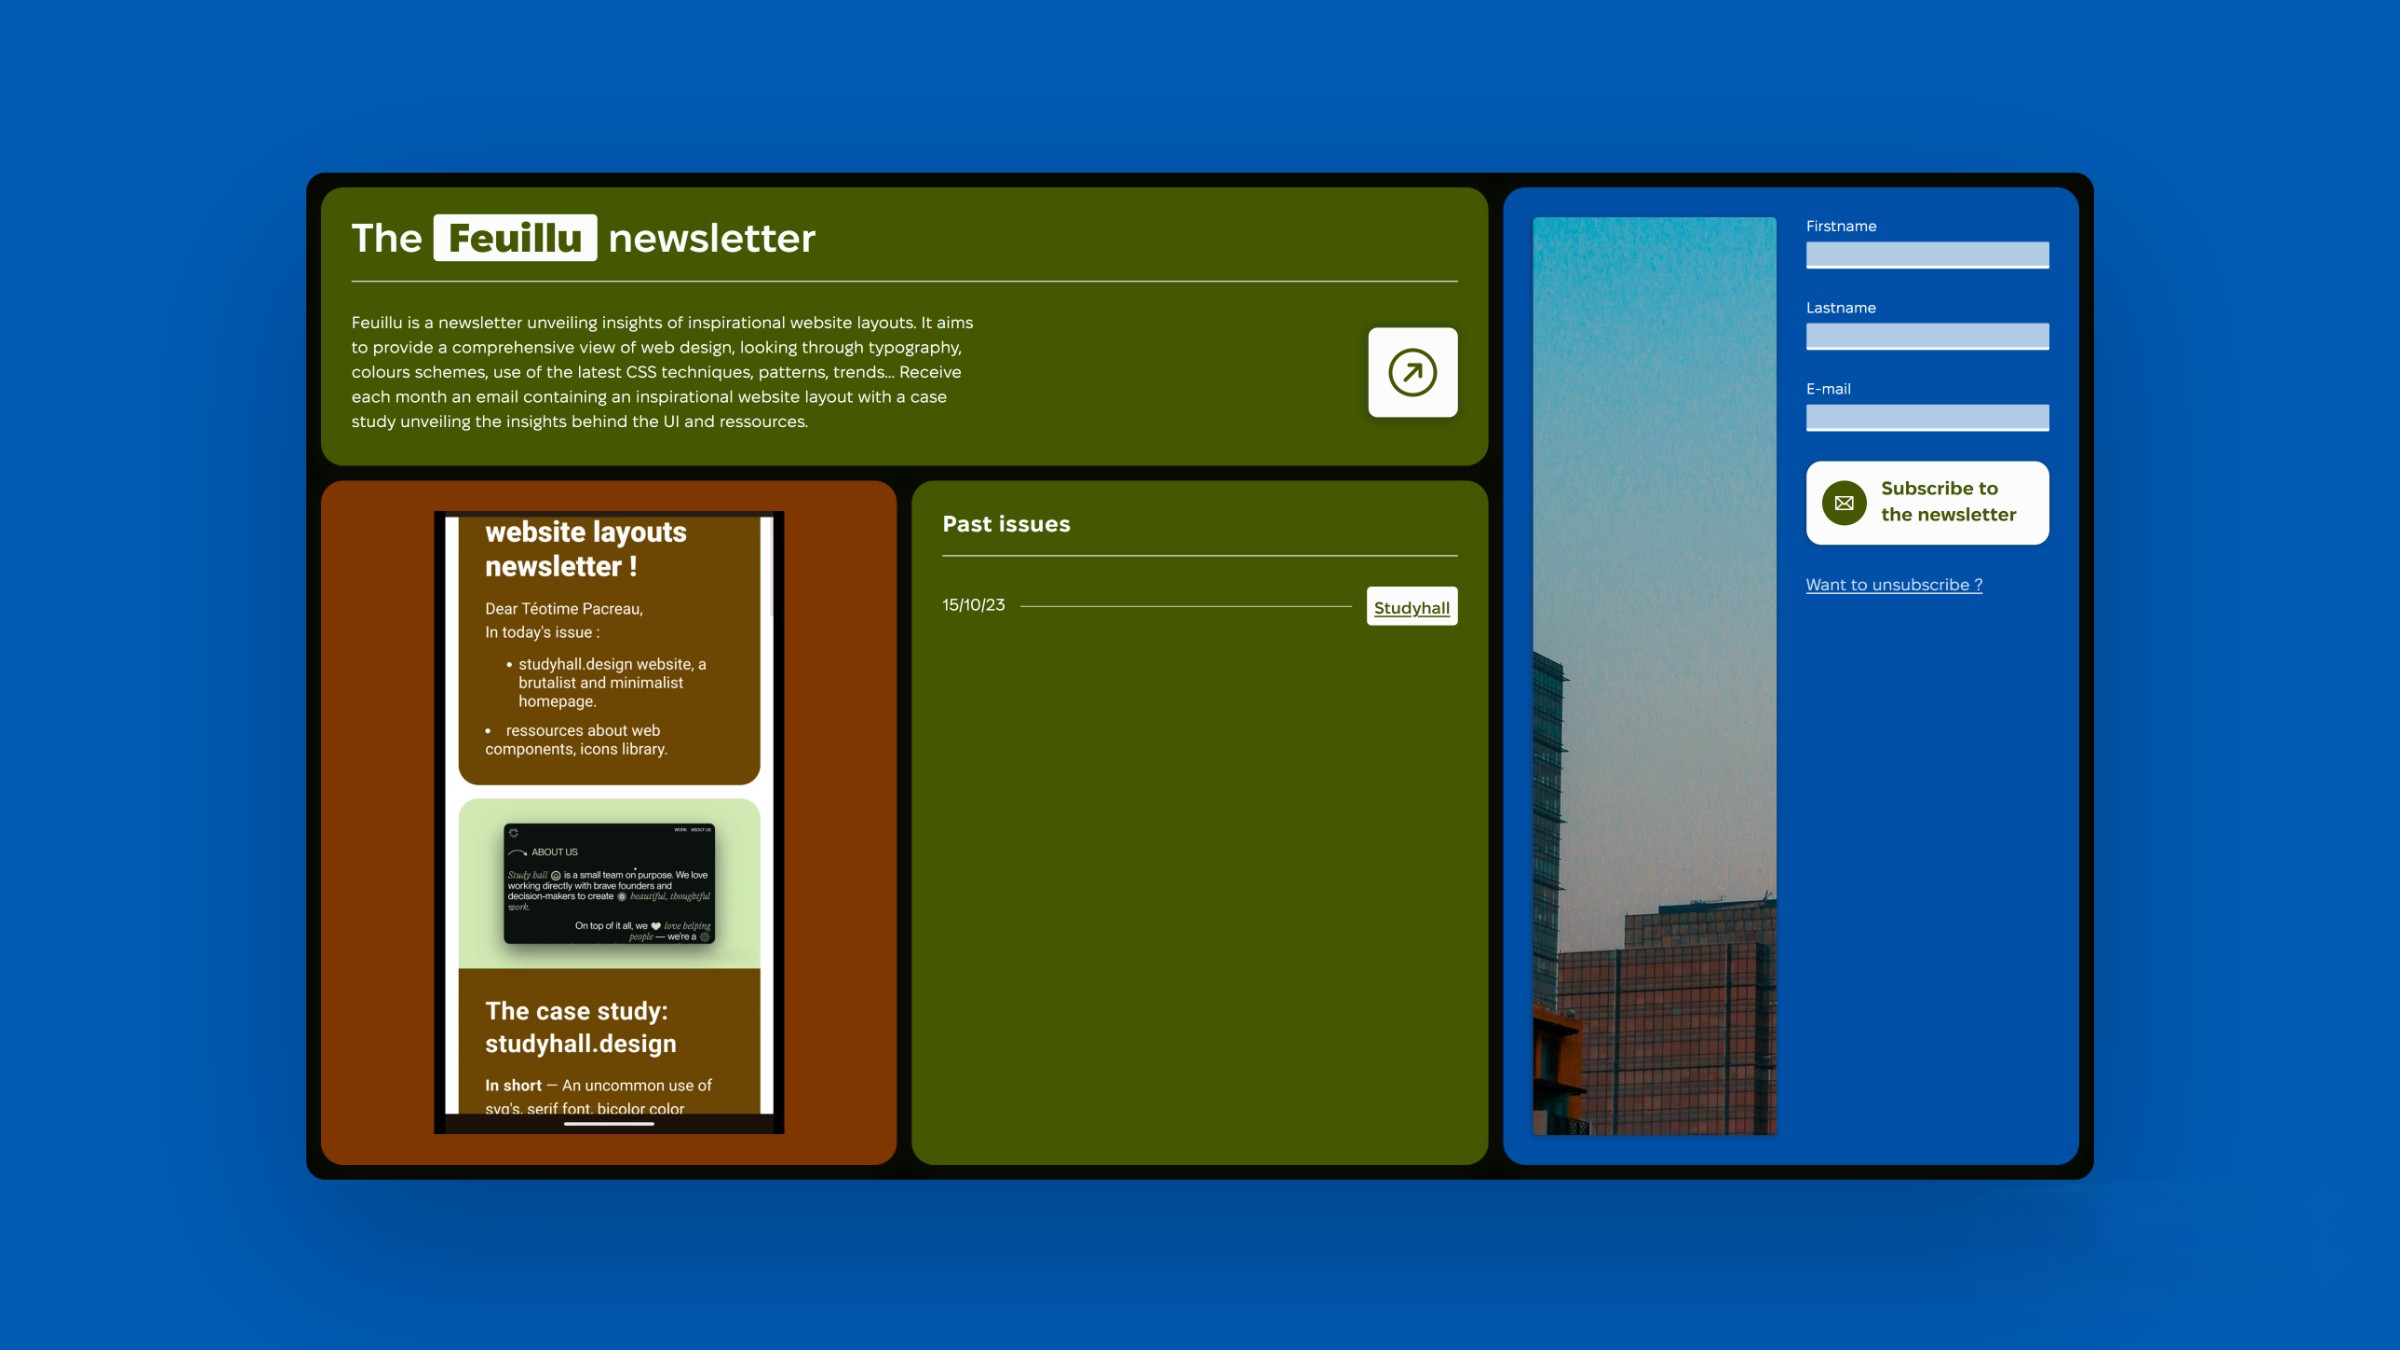 The Feuillu newsletter
Feuillu is a newsletter unveiling insights of inspirational website layouts. It aims
to provide a comprehensive view of web design, looking through typography,
colours schemes, use of the latest CSS techniques, patterns, trends... Receive
each month an email containing an inspirational website layout with a case
study unveiling the insights behind the UI and ressources.
website layouts
newsletter !
Dear Téotime Pacreau,
In today's issue :
• studyhall.design website, a
brutalist and minimalist
homepage.
• ressources about web
components, icons library.
WORK ABOUT US
ABOUT US
Study hall is a small team on purpose. We love
working directly with brave founders and
decision-makers to create beautiful, thoughtful
work.
On top of it all, we love helping
people — we're a
The case study:
studyhall.design
In short — An uncommon use of
svg's, serif font, bicolor color
Past issues
15/10/23 Studyhall
Firstname
Lastname
E-mail
Subscribe to
the newsletter
Want to unsubscribe ?